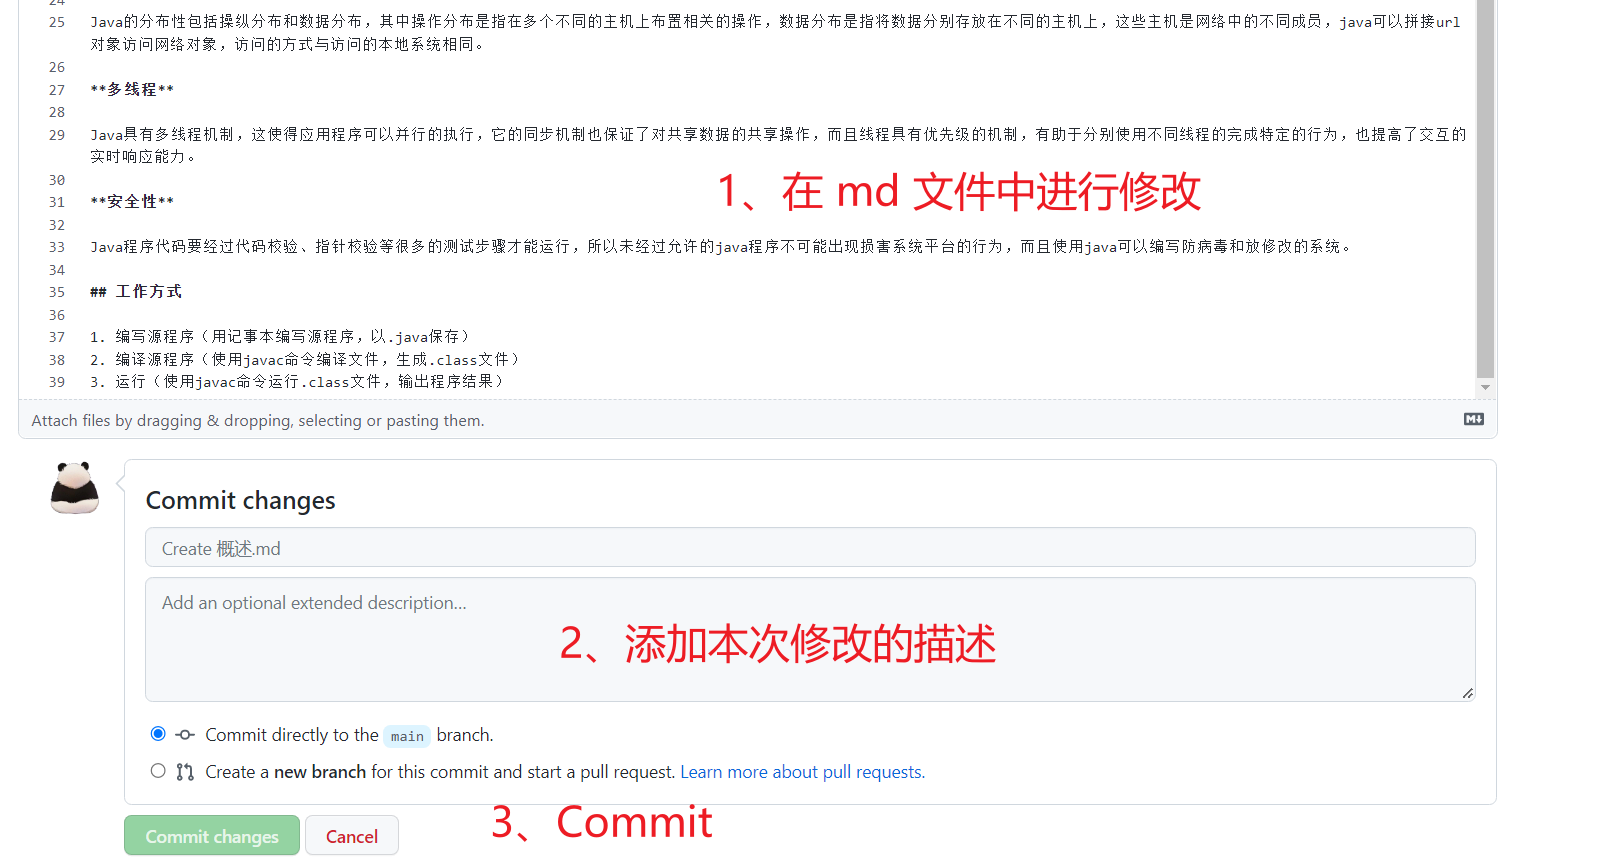 24
25 Java的分布性包括操纵分布和数据分布，其中操作分布是指在多个不同的主机上布置相关的操作，数据分布是指将数据分别存放在不同的主机上，这些主机是网络中的不同成员，java可以拼接url
对象访问网络对象，访问的方式与访问的本地系统相同。
26
27 **多线程**
28
29 Java具有多线程机制，这使得应用程序可以并行的执行，它的同步机制也保证了对共享数据的共享操作，而且线程具有优先级的机制，有助于分别使用不同线程的完成特定的行为，也提高了交互的
实时响应能力。
30
1、在 md 文件中进行修改
31 **安全性**
32
33 Java程序代码要经过代码校验、指针校验等很多的测试步骤才能运行，所以未经过允许的java程序不可能出现损害系统平台的行为，而且使用java可以编写防病毒和放修改的系统。
34
35 ## 工作方式
36
37 1. 编写源程序（用记事本编写源程序，以.java保存）
38 2. 编译源程序（使用javac命令编译文件，生成.class文件）
39 3. 运行（使用javac命令运行.class文件，输出程序结果）
Attach files by dragging & dropping, selecting or pasting them.
Commit changes
Create 概述.md
Add an optional extended description...
2、添加本次修改的描述
Commit directly to the main branch.
Create a new branch for this commit and start a pull request. Learn more about pull requests.
3、Commit
Commit changes Cancel